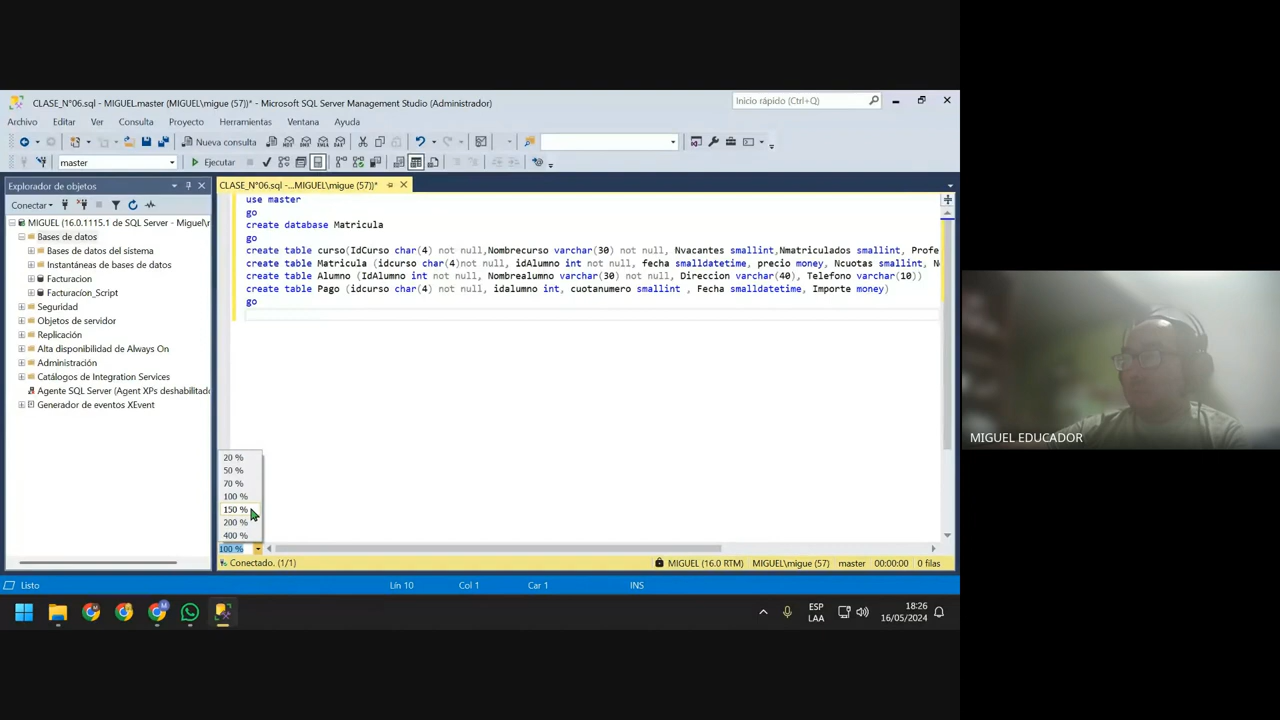 CLASE_N°06.sql - MIGUEL.master (MIGUEL\migue (57))* - Microsoft SQL Server Management Studio (Administrador)
Inicio rápido (Ctrl+Q)
Archivo Editar Ver Consulta Proyecto Herramientas Ventana Ayuda
Nueva consulta
master
Ejecutar
Explorador de objetos
CLASE_N°06.sql -...MIGUEL\migue (57))*
Conectar
MIGUEL (16.0.1115.1 de SQL Server - Miguel\
Bases de datos
Bases de datos del sistema
Instantáneas de bases de datos
Facturacion
Facturacíon_Script
Seguridad
Objetos de servidor
Replicación
Alta disponibilidad de Always On
Administración
Catálogos de Integration Services
Agente SQL Server (Agent XPs deshabilitado
Generador de eventos XEvent
use master
go
create database Matricula
go
create table curso(IdCurso char(4) not null,Nombrecurso varchar(30) not null, Nvacantes smallint,Nmatriculados smallint, Profe
create table Matricula (idcurso char(4)not null, idAlumno int not null, fecha smalldatetime, precio money, Ncuotas smallint, N
create table Alumno (IdAlumno int not null, Nombrealumno varchar(30) not null, Direccion varchar(40), Telefono varchar(10))
create table Pago (idcurso char(4) not null, idalumno int, cuotanumero smallint , Fecha smalldatetime, Importe money)
go
20 %
50 %
70 %
100 %
150 %
200 %
400 %
100 %
Conectado. (1/1)
MIGUEL (16.0 RTM) MIGUEL\migue (57) master 00:00:00 0 filas
Listo
Lín 10 Col 1 Car 1 INS
ESP
LAA
18:26
16/05/2024
MIGUEL EDUCADOR